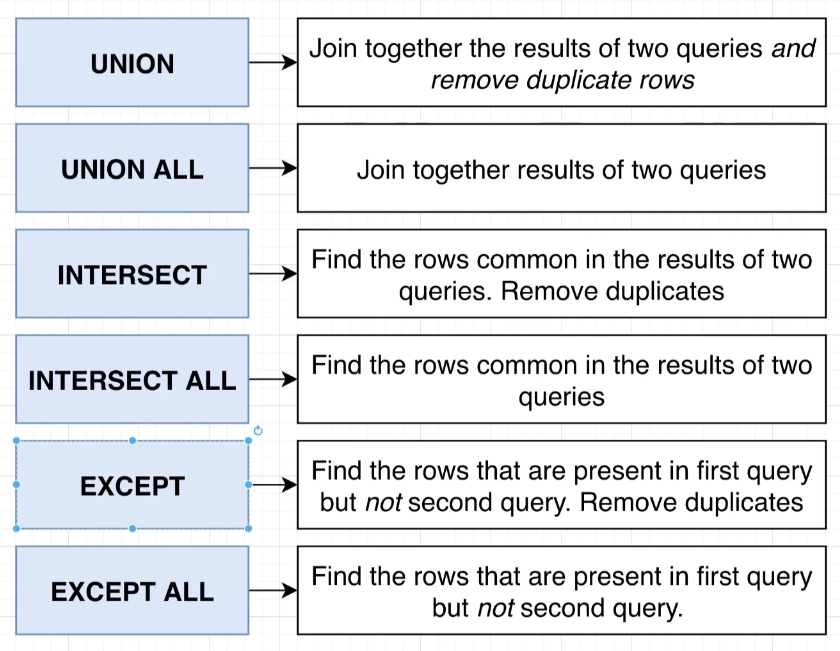 UNION
Join together the results of two queries and
remove duplicate rows
UNION ALL
Join together results of two queries
INTERSECT
Find the rows common in the results of two
queries. Remove duplicates
INTERSECT ALL
Find the rows common in the results of two
queries
EXCEPT
Find the rows that are present in first query
but not second query. Remove duplicates
EXCEPT ALL
Find the rows that are present in first query
but not second query.